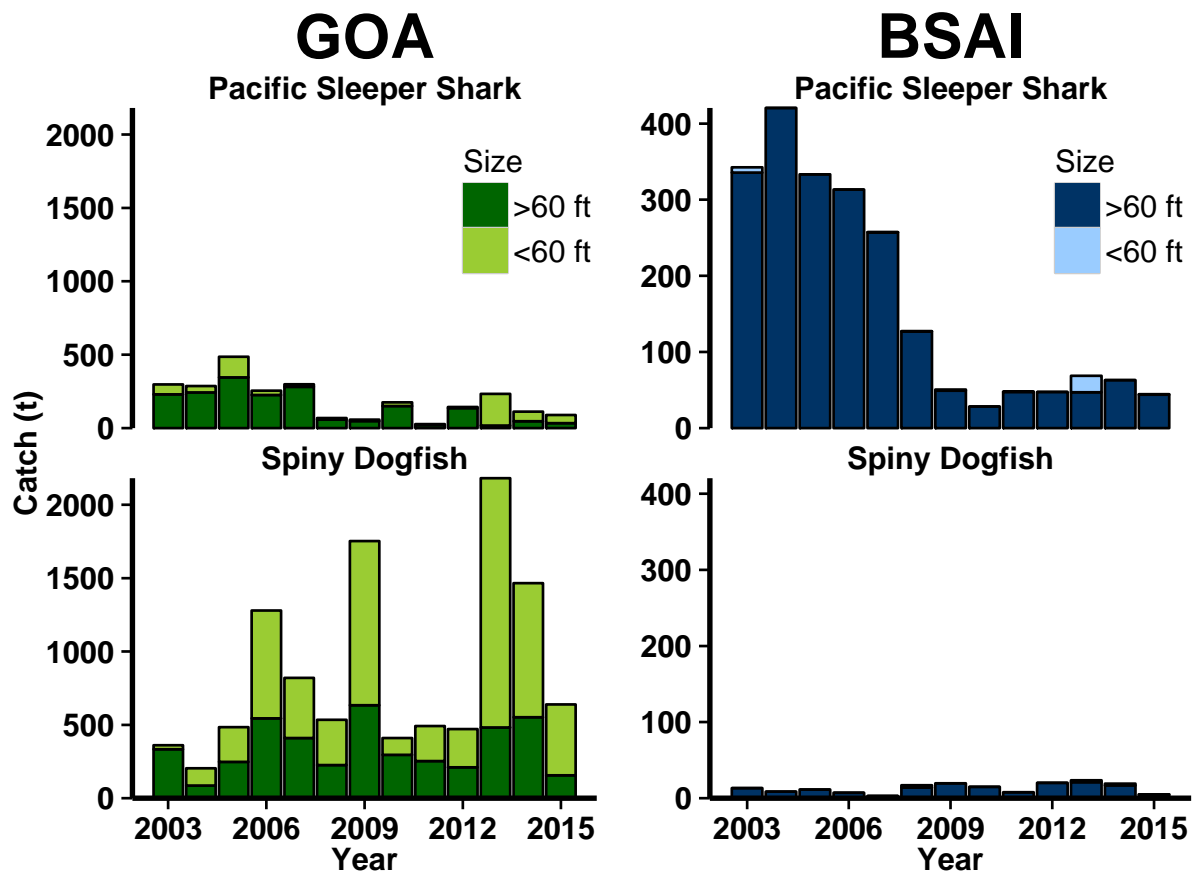 GOA
Pacific Sleeper Shark
2000
1500
1000
500
0
Size
>60 ft
<60 ft
Catch (t)
Spiny Dogfish
2000
1500
1000
500
0
2003 2006 2009 2012 2015
Year
BSAI
Pacific Sleeper Shark
400
300
200
100
0
Size
>60 ft
<60 ft
Spiny Dogfish
400
300
200
100
0
2003 2006 2009 2012 2015
Year